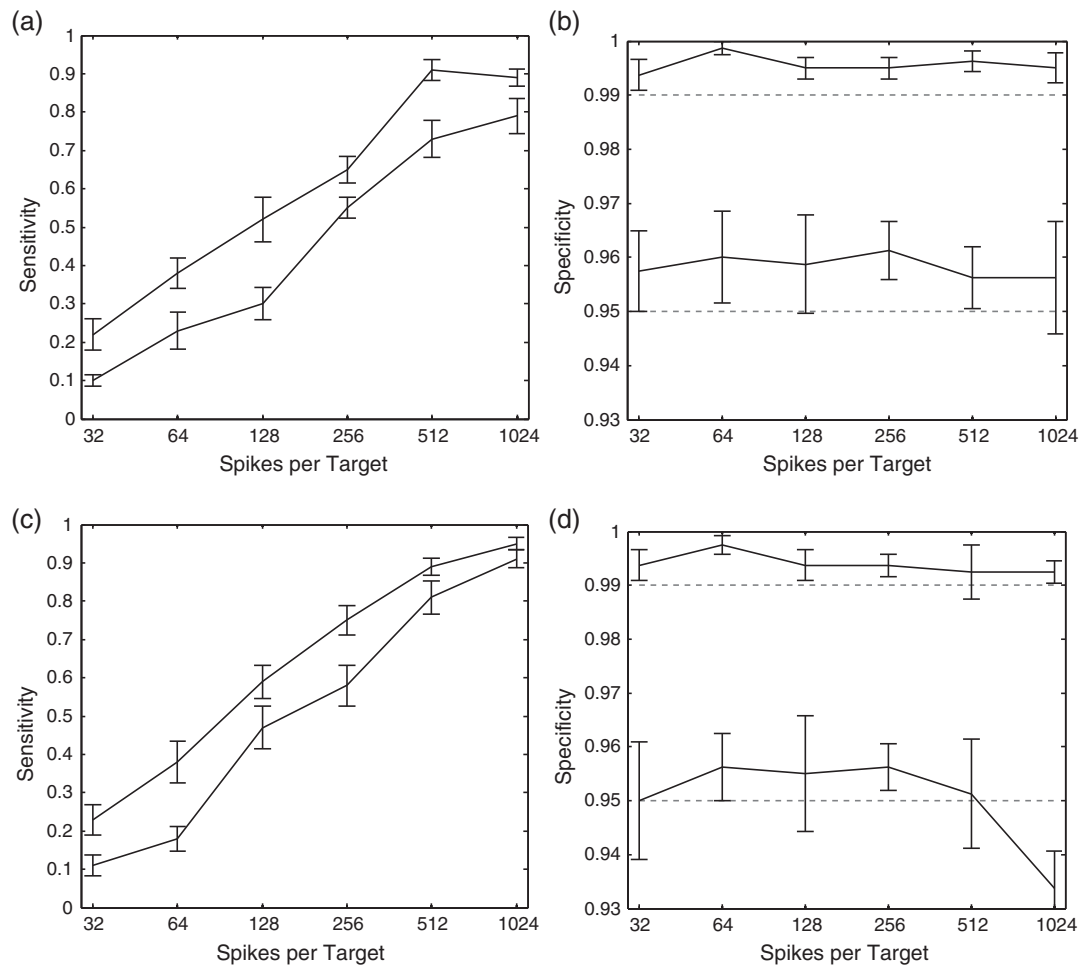 (a)
1
0.9
0.8
0.7
0.6
0.5
0.4
0.3
0.2
0.1
0
Sensitivity
32 64 128 256 512 1024
Spikes per Target
(b)
1
0.99
0.98
0.97
0.96
0.95
0.94
0.93
Specificity
32 64 128 256 512 1024
Spikes per Target
(c)
1
0.9
0.8
0.7
0.6
0.5
0.4
0.3
0.2
0.1
0
Sensitivity
32 64 128 256 512 1024
Spikes per Target
(d)
1
0.99
0.98
0.97
0.96
0.95
0.94
0.93
Specificity
32 64 128 256 512 1024
Spikes per Target